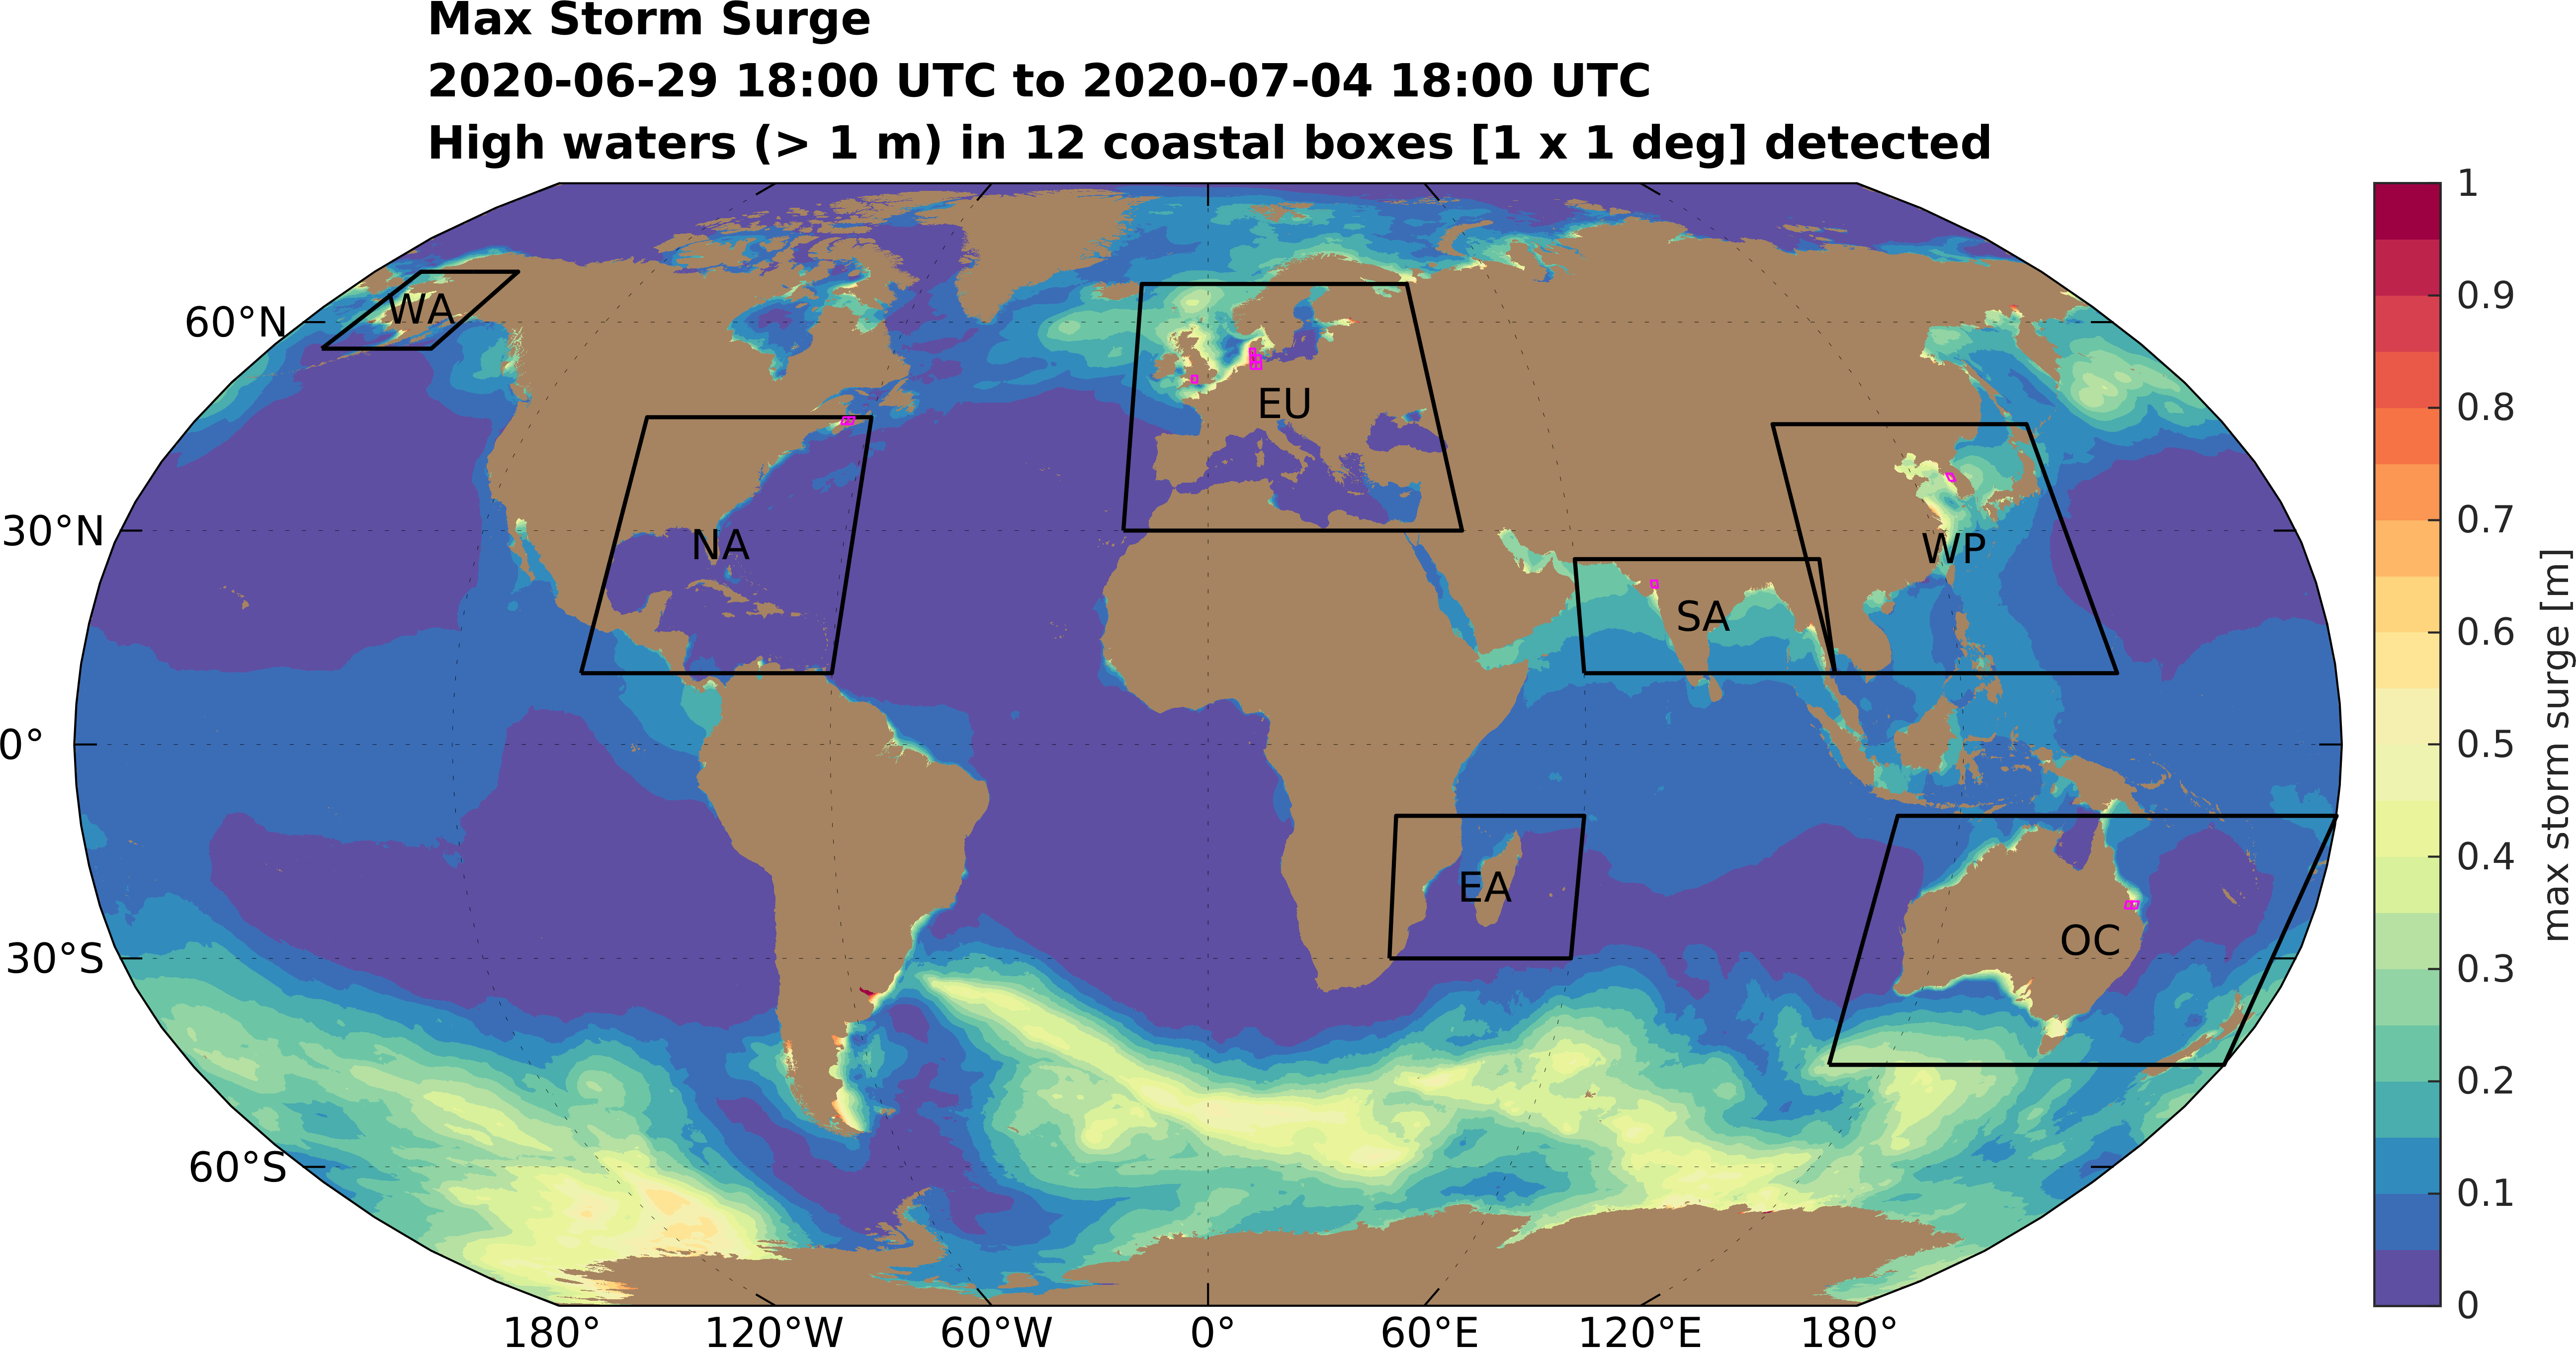 Max Storm Surge
2020-06-29 18:00 UTC to 2020-07-04 18:00 UTC
High waters (> 1 m) in 12 coastal boxes [1 x 1 deg] detected
60°N
30°N
0°
30°S
60°S
180°
120°W
60°W
0°
60°E
120°E
180°
WA
NA
EU
SA
WP
EA
OC
1
0.9
0.8
0.7
0.6
0.5
0.4
0.3
0.2
0.1
0
max storm surge [m]